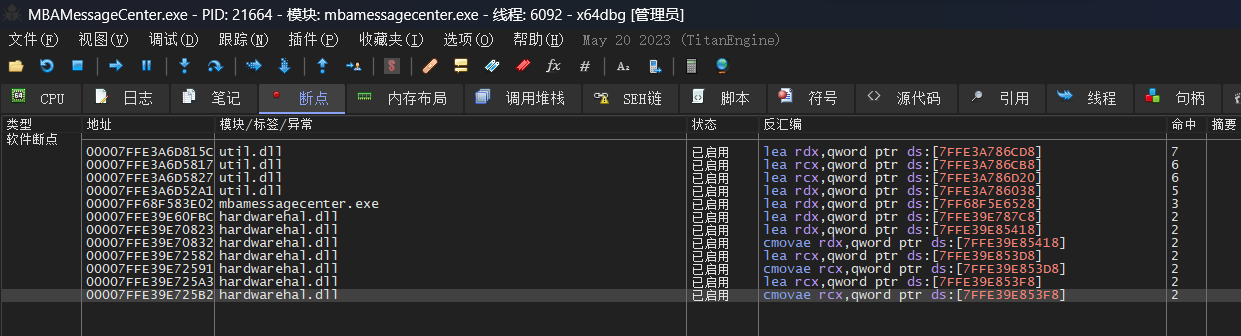 MBAMessageCenter.exe - PID: 21664 - 模块: mbamessagecenter.exe - 线程: 6092 - x64dbg [管理员]
文件(F) 视图(V) 调试(D) 跟踪(N) 插件(P) 收藏夹(I) 选项(O) 帮助(H) May 20 2023 (TitanEngine)
CPU 日志 笔记 断点 内存布局 调用堆栈 SEH链 脚本 符号 源代码 引用 线程 句柄
类型 地址 模块/标签/异常 状态 反汇编 命中 摘要
软件断点
00007FFE3A6D815C util.dll 已启用 lea rdx,qword ptr ds:[7FFE3A786CD8] 7
00007FFE3A6D5817 util.dll 已启用 lea rcx,qword ptr ds:[7FFE3A786CB8] 6
00007FFE3A6D5827 util.dll 已启用 lea rcx,qword ptr ds:[7FFE3A786D20] 6
00007FFE3A6D52A1 util.dll 已启用 lea rcx,qword ptr ds:[7FFE3A786038] 5
00007FF68F583E02 mbamessagecenter.exe 已启用 lea rdx,qword ptr ds:[7FF68F5E6528] 3
00007FFE39E60FBC hardwarehal.dll 已启用 lea rdx,qword ptr ds:[7FFE39E787C8] 2
00007FFE39E70823 hardwarehal.dll 已启用 lea rdx,qword ptr ds:[7FFE39E85418] 2
00007FFE39E70832 hardwarehal.dll 已启用 cmovae rdx,qword ptr ds:[7FFE39E85418] 2
00007FFE39E72582 hardwarehal.dll 已启用 lea rcx,qword ptr ds:[7FFE39E853D8] 2
00007FFE39E72591 hardwarehal.dll 已启用 cmovae rcx,qword ptr ds:[7FFE39E853D8] 2
00007FFE39E725A3 hardwarehal.dll 已启用 lea rcx,qword ptr ds:[7FFE39E853F8] 2
00007FFE39E725B2 hardwarehal.dll 已启用 cmovae rcx,qword ptr ds:[7FFE39E853F8] 2